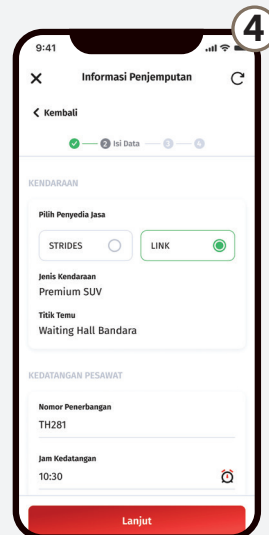 4
9:41
Informasi Penjemputan
Kembali
2 Isi Data 3 4
KENDARAAN
Pilih Penyedia Jasa
STRIDES LINK
Jenis Kendaraan
Premium SUV
Titik Temu
Waiting Hall Bandara
KEDATANGAN PESAWAT
Nomor Penerbangan
TH281
Jam Kedatangan
10:30
Lanjut